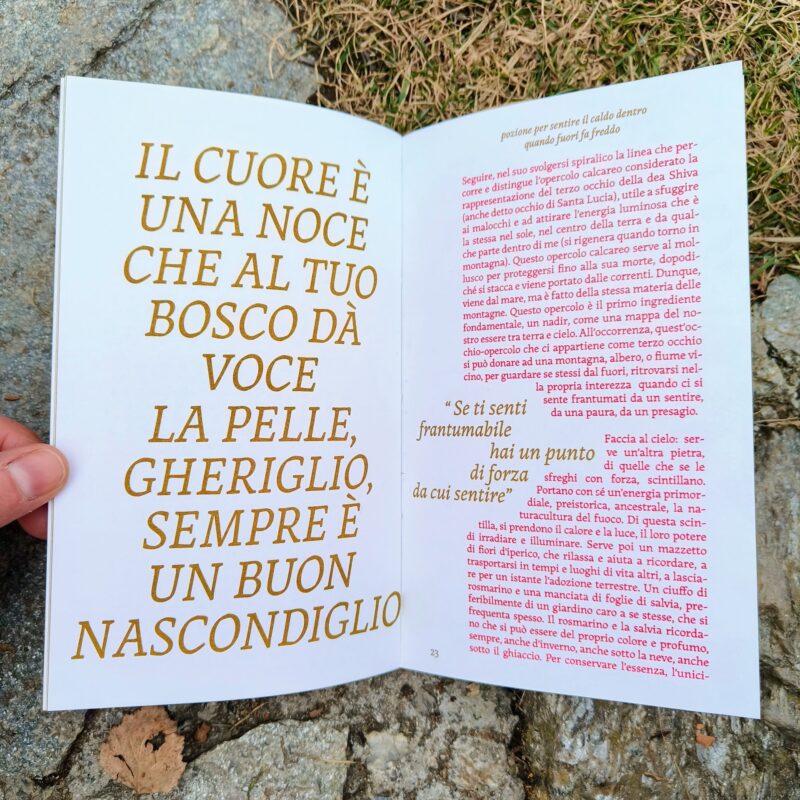 IL CUORE È
UNA NOCE
CHE AL TUO
BOSCO DÀ
VOCE
LA PELLE,
GHERIGLIO,
SEMPRE È
UN BUON
NASCONDIGLIO
pozione per sentire il caldo dentro
quando fuori fa freddo
Seguire, nel suo svolgersi spiralico la linea che per-
corre e distingue l'opercolo calcareo considerato la
rappresentazione del terzo occhio della dea Shiva
(anche detto occhio di Santa Lucia), utile a sfuggire
ai malocchi e ad attirare l'energia luminosa che è
la stessa nel sole, nel centro della terra e da qual-
che parte dentro di me (si rigenera quando torno in
montagna). Questo opercolo calcareo serve al mol-
lusco per proteggersi fino alla sua morte, dopodi-
ché si stacca e viene portato dalle correnti. Dunque,
viene dal mare, ma è fatto della stessa materia delle
montagne. Questo opercolo è il primo ingrediente
fondamentale, un nadir, come una mappa del no-
stro essere tra terra e cielo. All'occorrenza, quest'oc-
chio-opercolo che ci appartiene come terzo occhio
si può donare ad una montagna, albero, o fiume vi-
cino, per guardare se stessi dal fuori, ritrovarsi nel-
la propria interezza quando ci si
sente frantumati da un sentire,
da una paura, da un presagio.
“ Se ti senti
frantumabile
hai un punto
di forza
da cui sentire”
Faccia al cielo: ser-
ve un'altra pietra,
di quelle che se le
sfreghi con forza, scintillano.
Portano con sé un'energia primor-
diale, preistorica, ancestrale, la na-
turacultura del fuoco. Di questa scin-
tilla, si prendono il calore e la luce, il loro potere
di irradiare e illuminare. Serve poi un mazzetto
di fiori d'iperico, che rilassa e aiuta a ricordare, a
trasportarsi in tempi e luoghi di vita altri, a lascia-
re per un istante l'adozione terrestre. Un ciuffo di
rosmarino e una manciata di foglie di salvia, pre-
feribilmente di un giardino caro a se stesse, che si
frequenta spesso. Il rosmarino e la salvia ricorda-
no che si può essere del proprio colore e profumo,
sempre, anche d'inverno, anche sotto la neve, anche
sotto il ghiaccio. Per conservare l'essenza, l'unici-
23